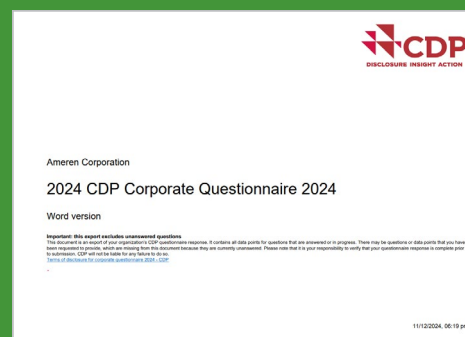 CDP
DISCLOSURE INSIGHT ACTION
Ameren Corporation
2024 CDP Corporate Questionnaire 2024
Word version
Important: this export excludes unanswered questions
This document is an export of your organization's CDP questionnaire response. It contains all data points for questions that are answered or in progress. There may be questions or data points that you have
been requested to provide, which are missing from this document because they are currently unanswered. Please note that it is your responsibility to verify that your questionnaire response is complete prior
to submission. CDP will not be liable for any failure to do so.
Terms of disclosure for corporate questionnaire 2024 - CDP
.
11/12/2024, 06:19 pm